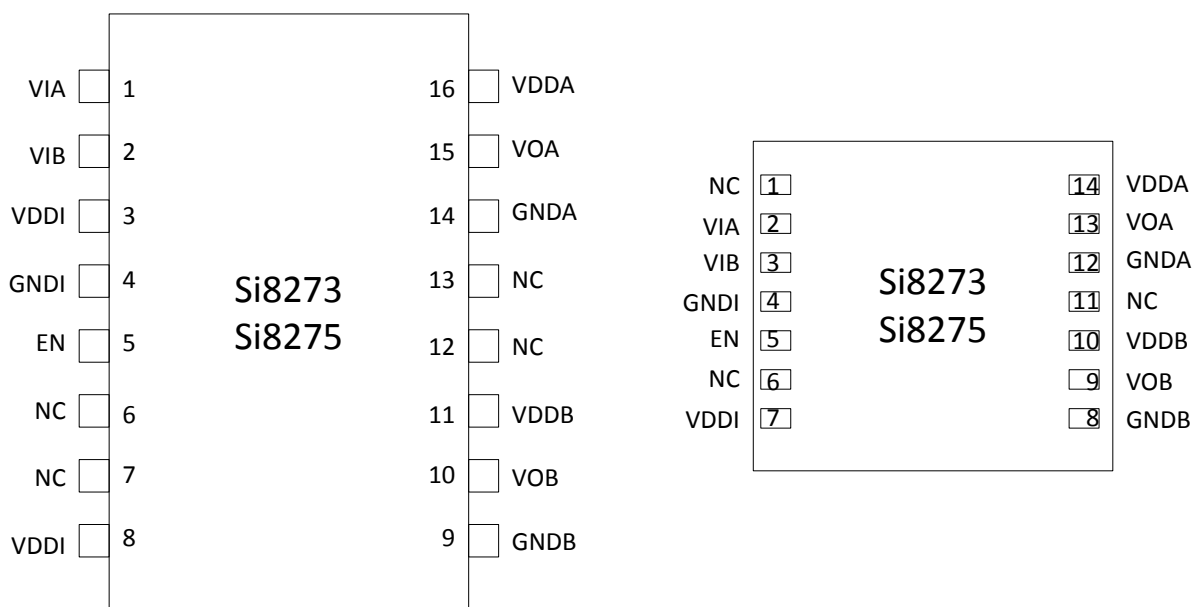 VIA 1 16 VDDA
VIB 2 15 VOA
VDDI 3 14 GNDA
GNDI 4 13 NC
EN 5 12 NC
NC 6 11 VDDB
NC 7 10 VOB
VDDI 8 9 GNDB
Si8273
Si8275
NC 1 14 VDDA
VIA 2 13 VOA
VIB 3 12 GNDA
GNDI 4 11 NC
EN 5 10 VDDB
NC 6 9 VOB
VDDI 7 8 GNDB
Si8273
Si8275